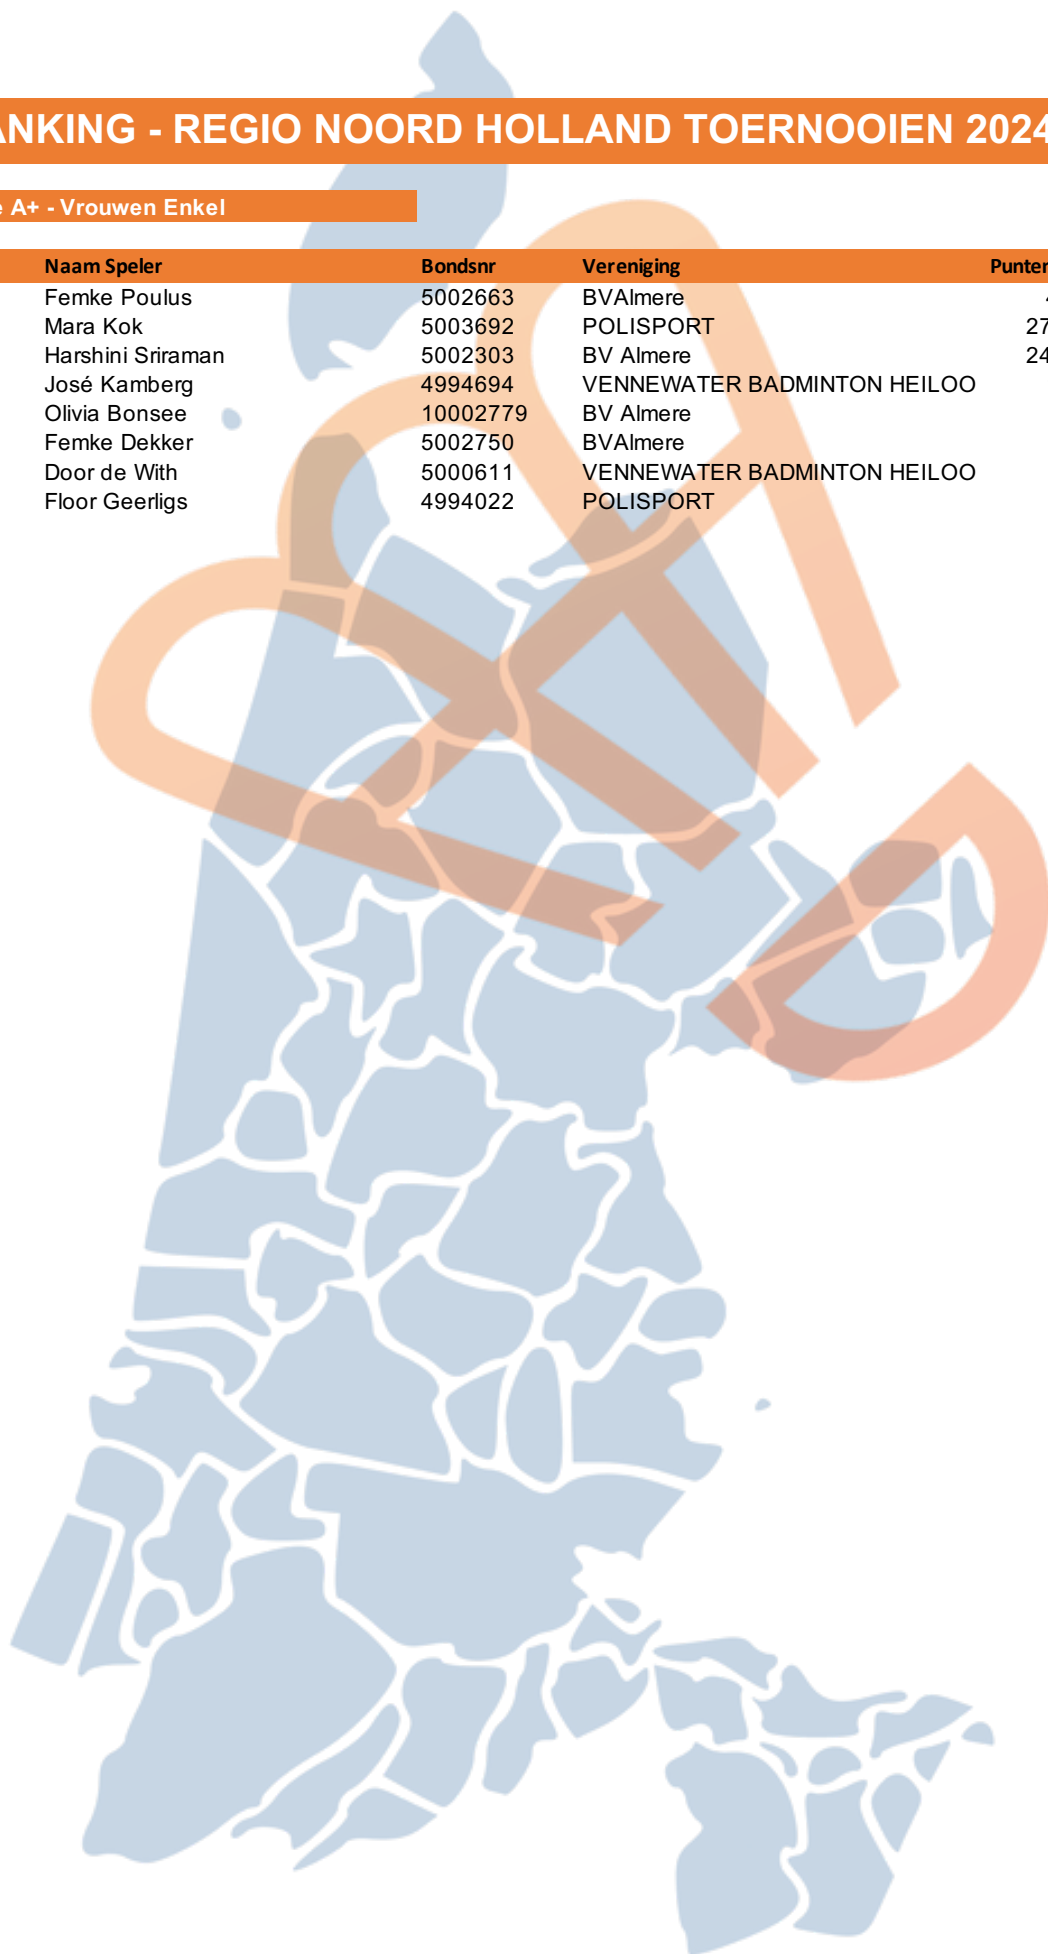 ANKING - REGIO NOORD HOLLAND TOERNOOIEN 2024
e A+ - Vrouwen Enkel
Naam Speler Bondsnr Vereniging Punten
Femke Poulus 5002663 BVAlmere
Mara Kok 5003692 POLISPORT 27
Harshini Sriraman 5002303 BV Almere 24
José Kamberg 4994694 VENNEWATER BADMINTON HEILOO
Olivia Bonsee 10002779 BV Almere
Femke Dekker 5002750 BVAlmere
Door de With 5000611 VENNEWATER BADMINTON HEILOO
Floor Geerligs 4994022 POLISPORT